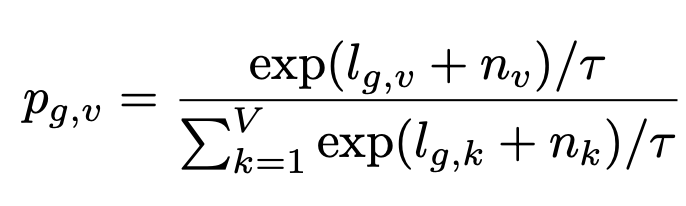 p_{g,v} = \frac{\exp(l_{g,v} + n_v)/\tau}{\sum_{k=1}^{V} \exp(l_{g,k} + n_k)/\tau}